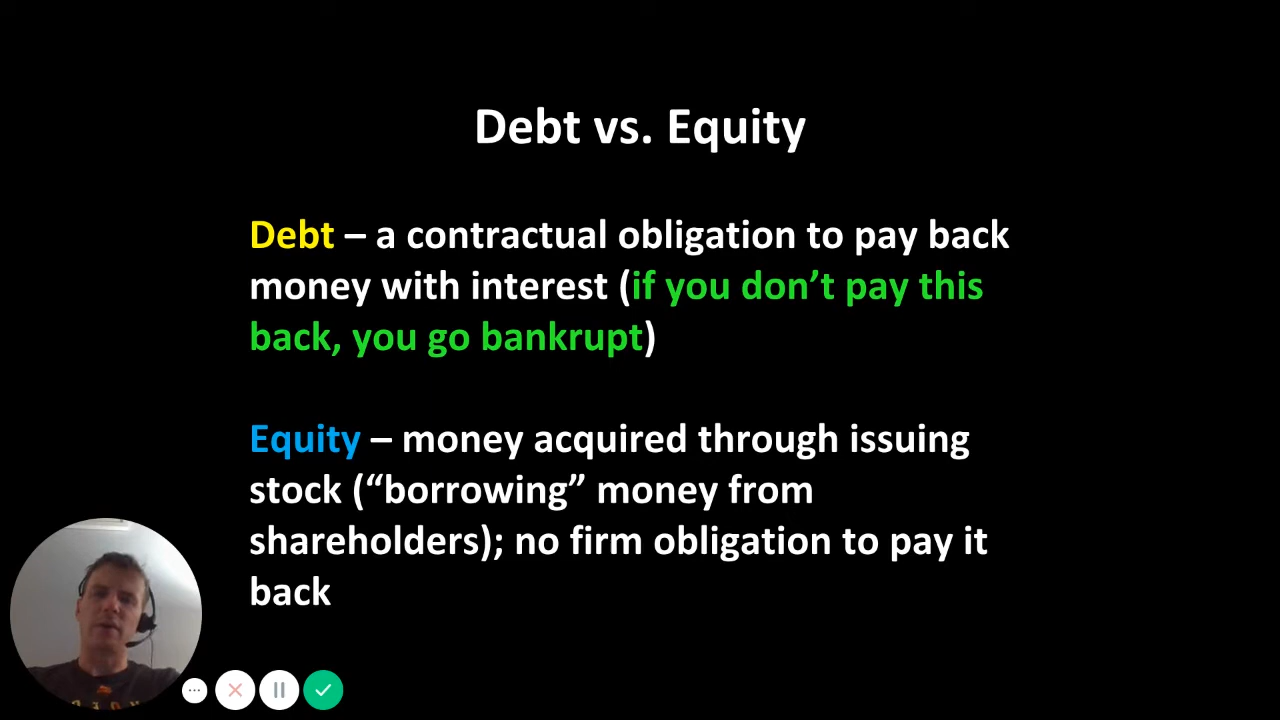 Debt vs. Equity
Debt – a contractual obligation to pay back
money with interest (if you don’t pay this
back, you go bankrupt)
Equity – money acquired through issuing
stock (“borrowing” money from
shareholders); no firm obligation to pay it
back